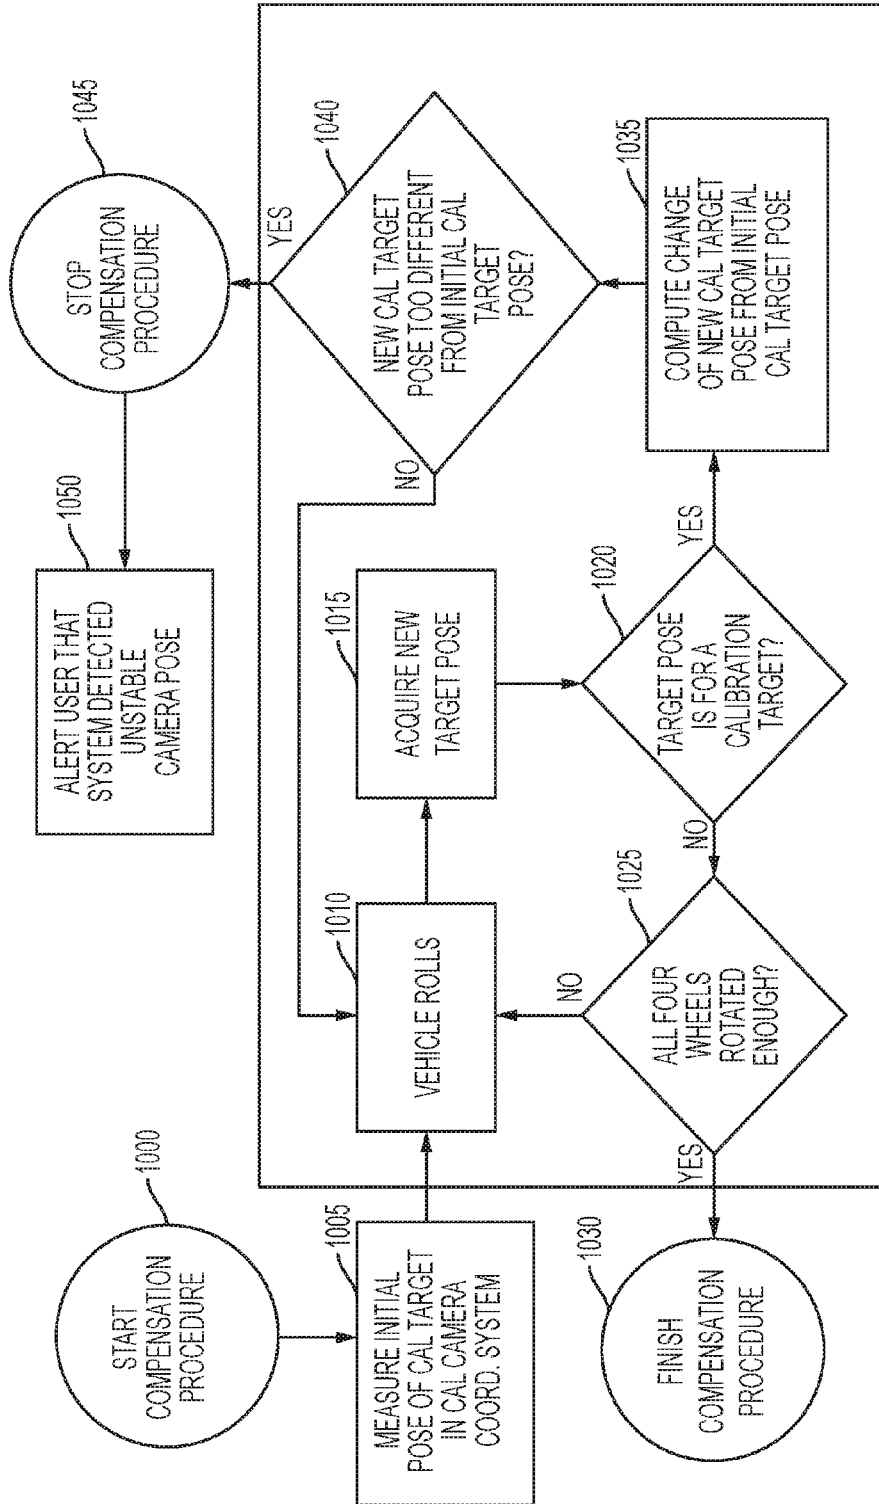 1000
START
COMPENSATION
PROCEDURE
1005
MEASURE INITIAL
POSE OF CAL TARGET
IN CAL CAMERA
COORD. SYSTEM
1010
VEHICLE ROLLS
1015
ACQUIRE NEW
TARGET POSE
1020
TARGET POSE
IS FOR A
CALIBRATION
TARGET?
YES
NO
1025
ALL FOUR
WHEELS
ROTATED
ENOUGH?
NO
YES
1030
FINISH
COMPENSATION
PROCEDURE
1035
COMPUTE CHANGE
OF NEW CAL TARGET
POSE FROM INITIAL
CAL TARGET POSE
1040
NEW CAL TARGET
POSE TOO DIFFERENT
FROM INITIAL CAL
TARGET
POSE?
NO
YES
1045
STOP
COMPENSATION
PROCEDURE
1050
ALERT USER THAT
SYSTEM DETECTED
UNSTABLE
CAMERA POSE